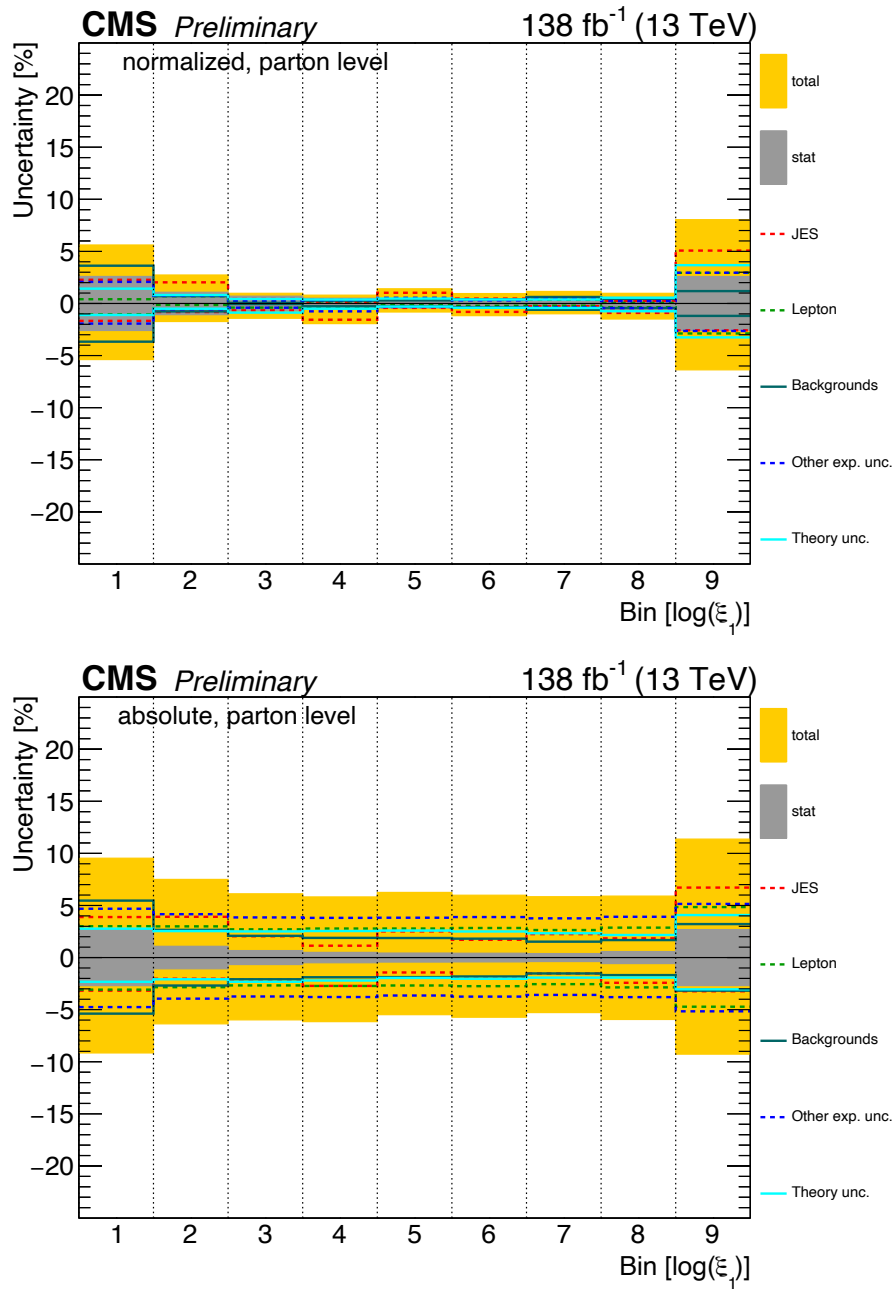 CMS Preliminary 138 fb⁻¹ (13 TeV)
normalized, parton level
Uncertainty [%]
20
15
10
5
0
−5
−10
−15
−20
1 2 3 4 5 6 7 8 9
Bin [log(ξ₁)]
total
stat
JES
Lepton
Backgrounds
Other exp. unc.
Theory unc.
CMS Preliminary 138 fb⁻¹ (13 TeV)
absolute, parton level
Uncertainty [%]
20
15
10
5
0
−5
−10
−15
−20
1 2 3 4 5 6 7 8 9
Bin [log(ξ₁)]
total
stat
JES
Lepton
Backgrounds
Other exp. unc.
Theory unc.